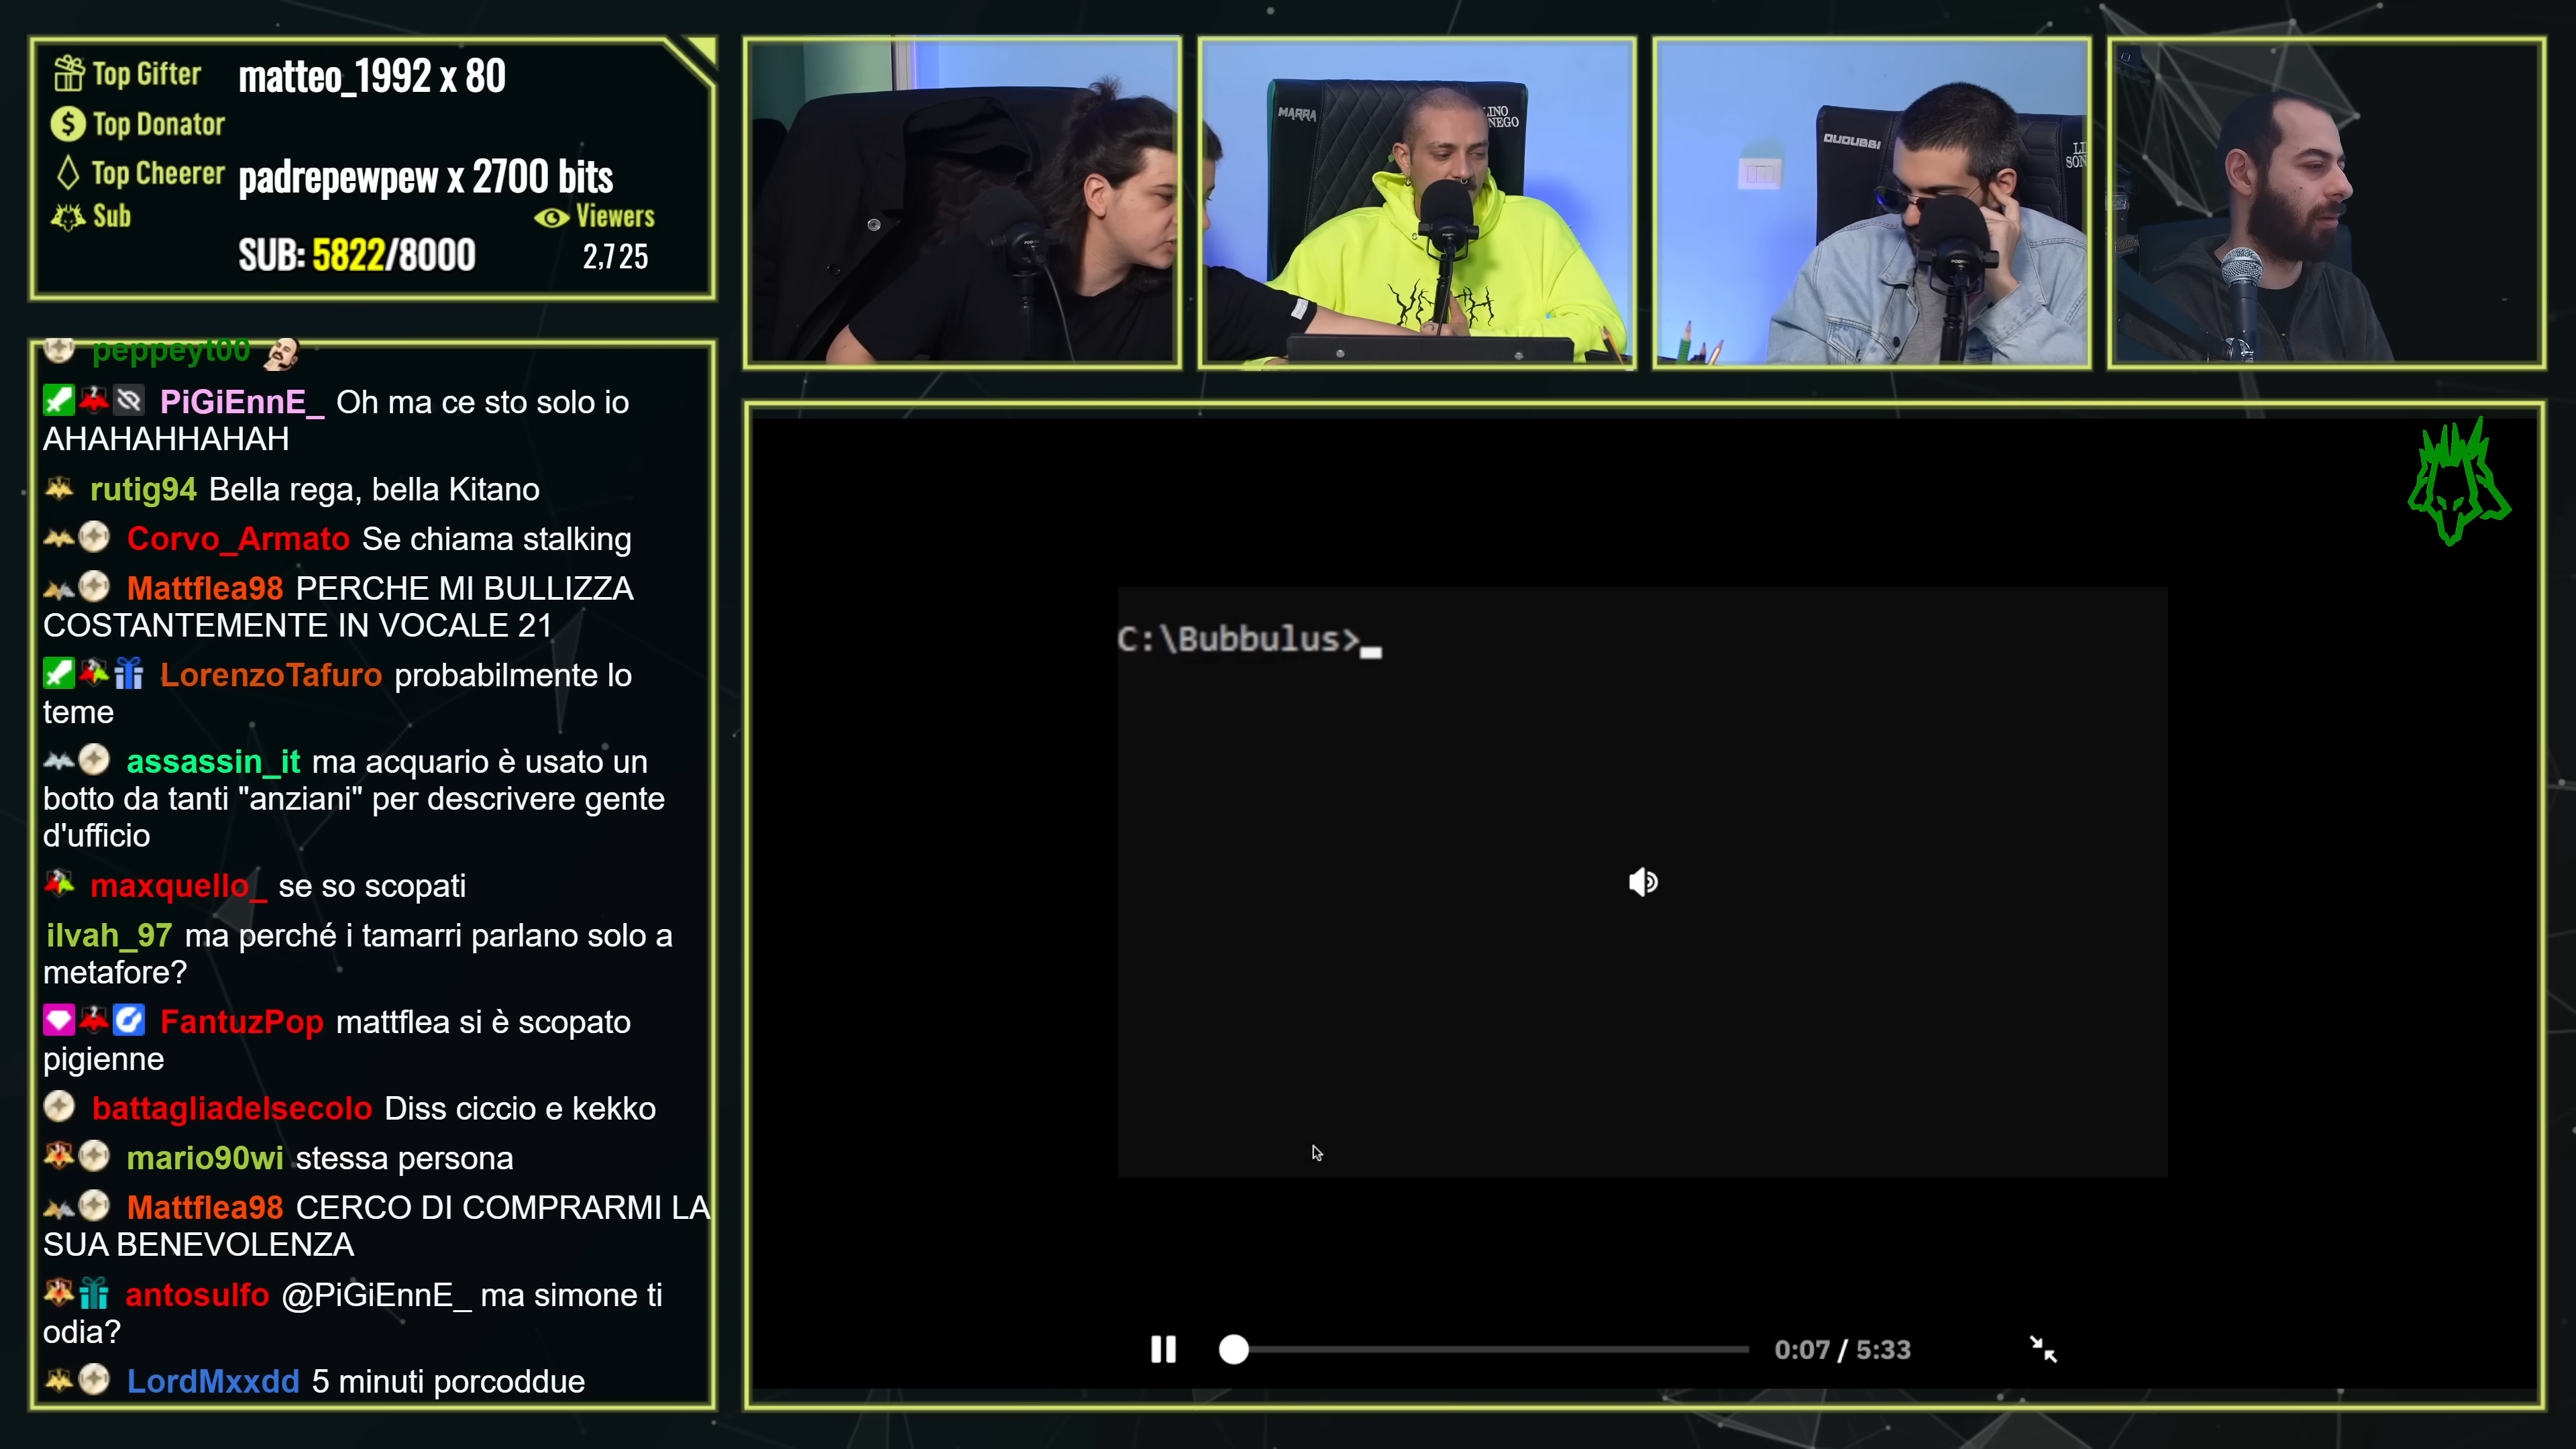 Top Gifter matteo_1992 x 80
Top Donator
Top Cheerer padrepewpew x 2700 bits
Sub Viewers
SUB: 5822/8000 2,725
MARRA
LINO
NEGO
DUDUBBI
LI
SON
peppeyt00
PiGiEnnE_ Oh ma ce sto solo io
AHAHAHHAHAH
rutig94 Bella rega, bella Kitano
Corvo_Armato Se chiama stalking
Mattflea98 PERCHE MI BULLIZZA
COSTANTEMENTE IN VOCALE 21
LorenzoTafuro probabilmente lo
teme
assassin_it ma acquario è usato un
botto da tanti "anziani" per descrivere gente
d'ufficio
maxquello_ se so scopati
ilvah_97 ma perché i tamarri parlano solo a
metafore?
FantuzPop mattflea si è scopato
pigienne
battagliadelsecolo Diss ciccio e kekko
mario90wi stessa persona
Mattflea98 CERCO DI COMPRARMI LA
SUA BENEVOLENZA
antosulfo @PiGiEnnE_ ma simone ti
odia?
LordMxxdd 5 minuti porcoddue
C:\Bubbulus>
0:07 / 5:33